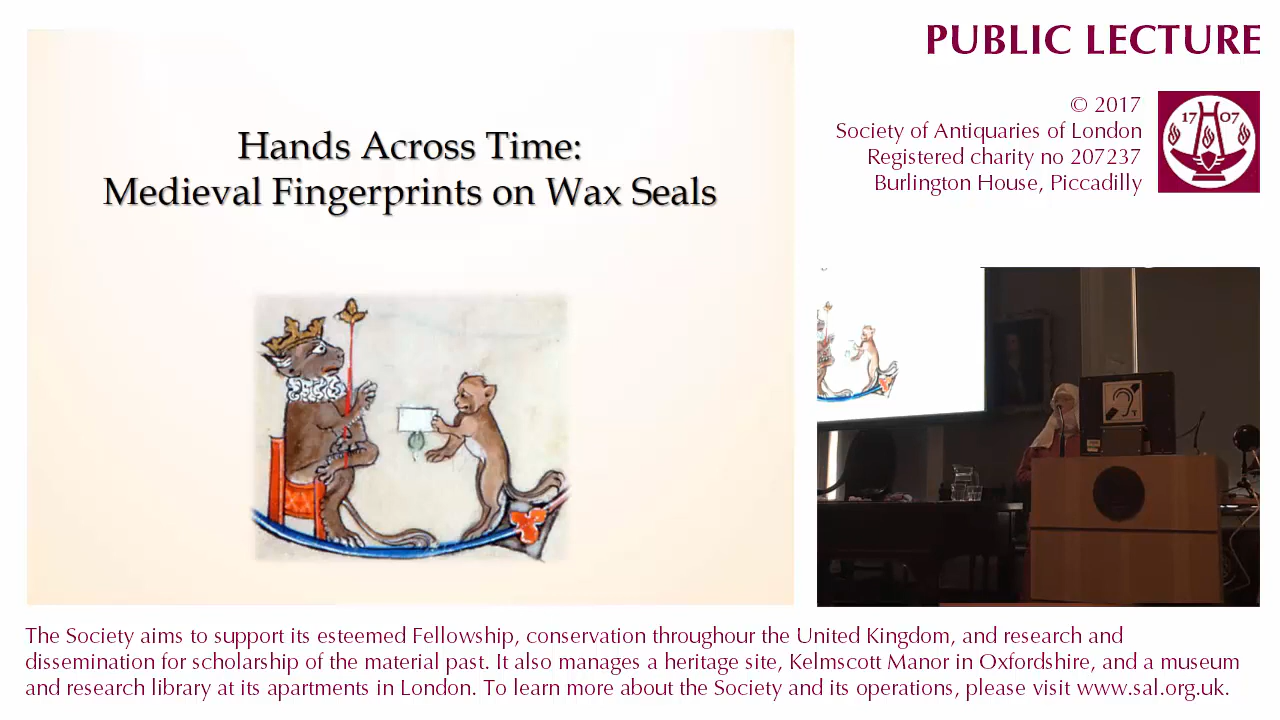 PUBLIC LECTURE
© 2017
Society of Antiquaries of London
Registered charity no 207237
Burlington House, Piccadilly
17 07
Hands Across Time:
Medieval Fingerprints on Wax Seals
T
The Society aims to support its esteemed Fellowship, conservation throughour the United Kingdom, and research and
dissemination for scholarship of the material past. It also manages a heritage site, Kelmscott Manor in Oxfordshire, and a museum
and research library at its apartments in London. To learn more about the Society and its operations, please visit www.sal.org.uk.